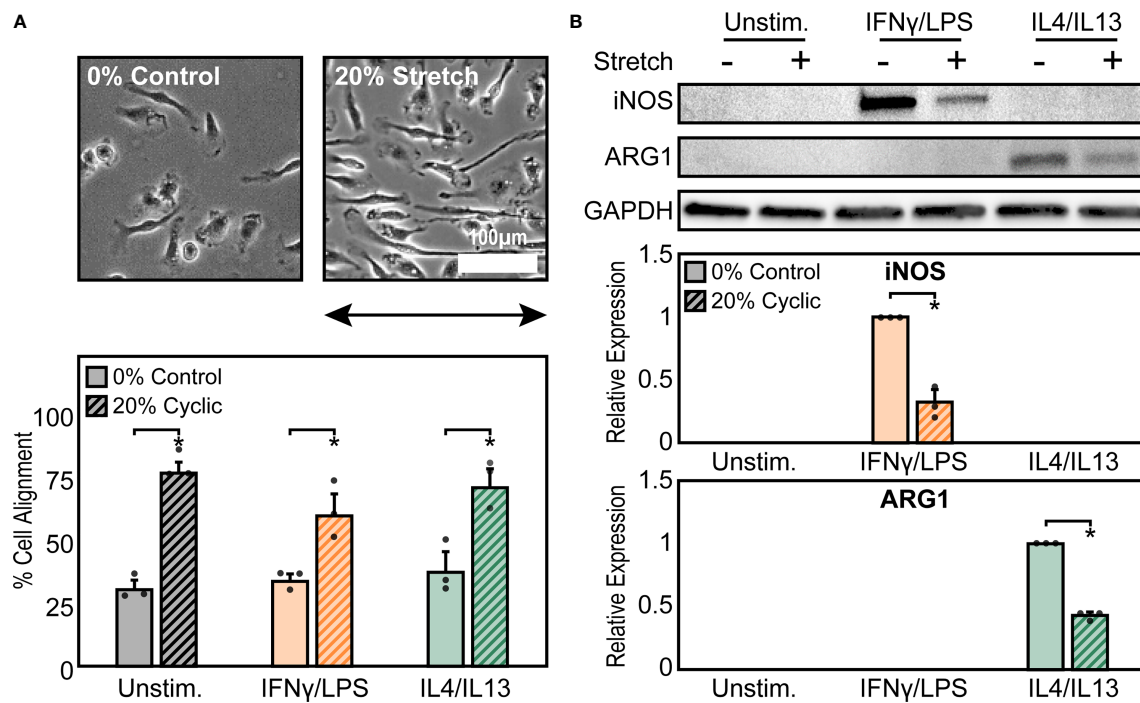 A
0% Control
20% Stretch
100µm
0% Control
20% Cyclic
% Cell Alignment
100
75
50
25
0
* * *
Unstim. IFNγ/LPS IL4/IL13
B
Unstim. IFNγ/LPS IL4/IL13
Stretch - + - + - +
iNOS
ARG1
GAPDH
iNOS
0% Control
20% Cyclic
Relative Expression
1.5
1
0.5
0
*
Unstim. IFNγ/LPS IL4/IL13
ARG1
Relative Expression
1.5
1
0.5
0
*
Unstim. IFNγ/LPS IL4/IL13